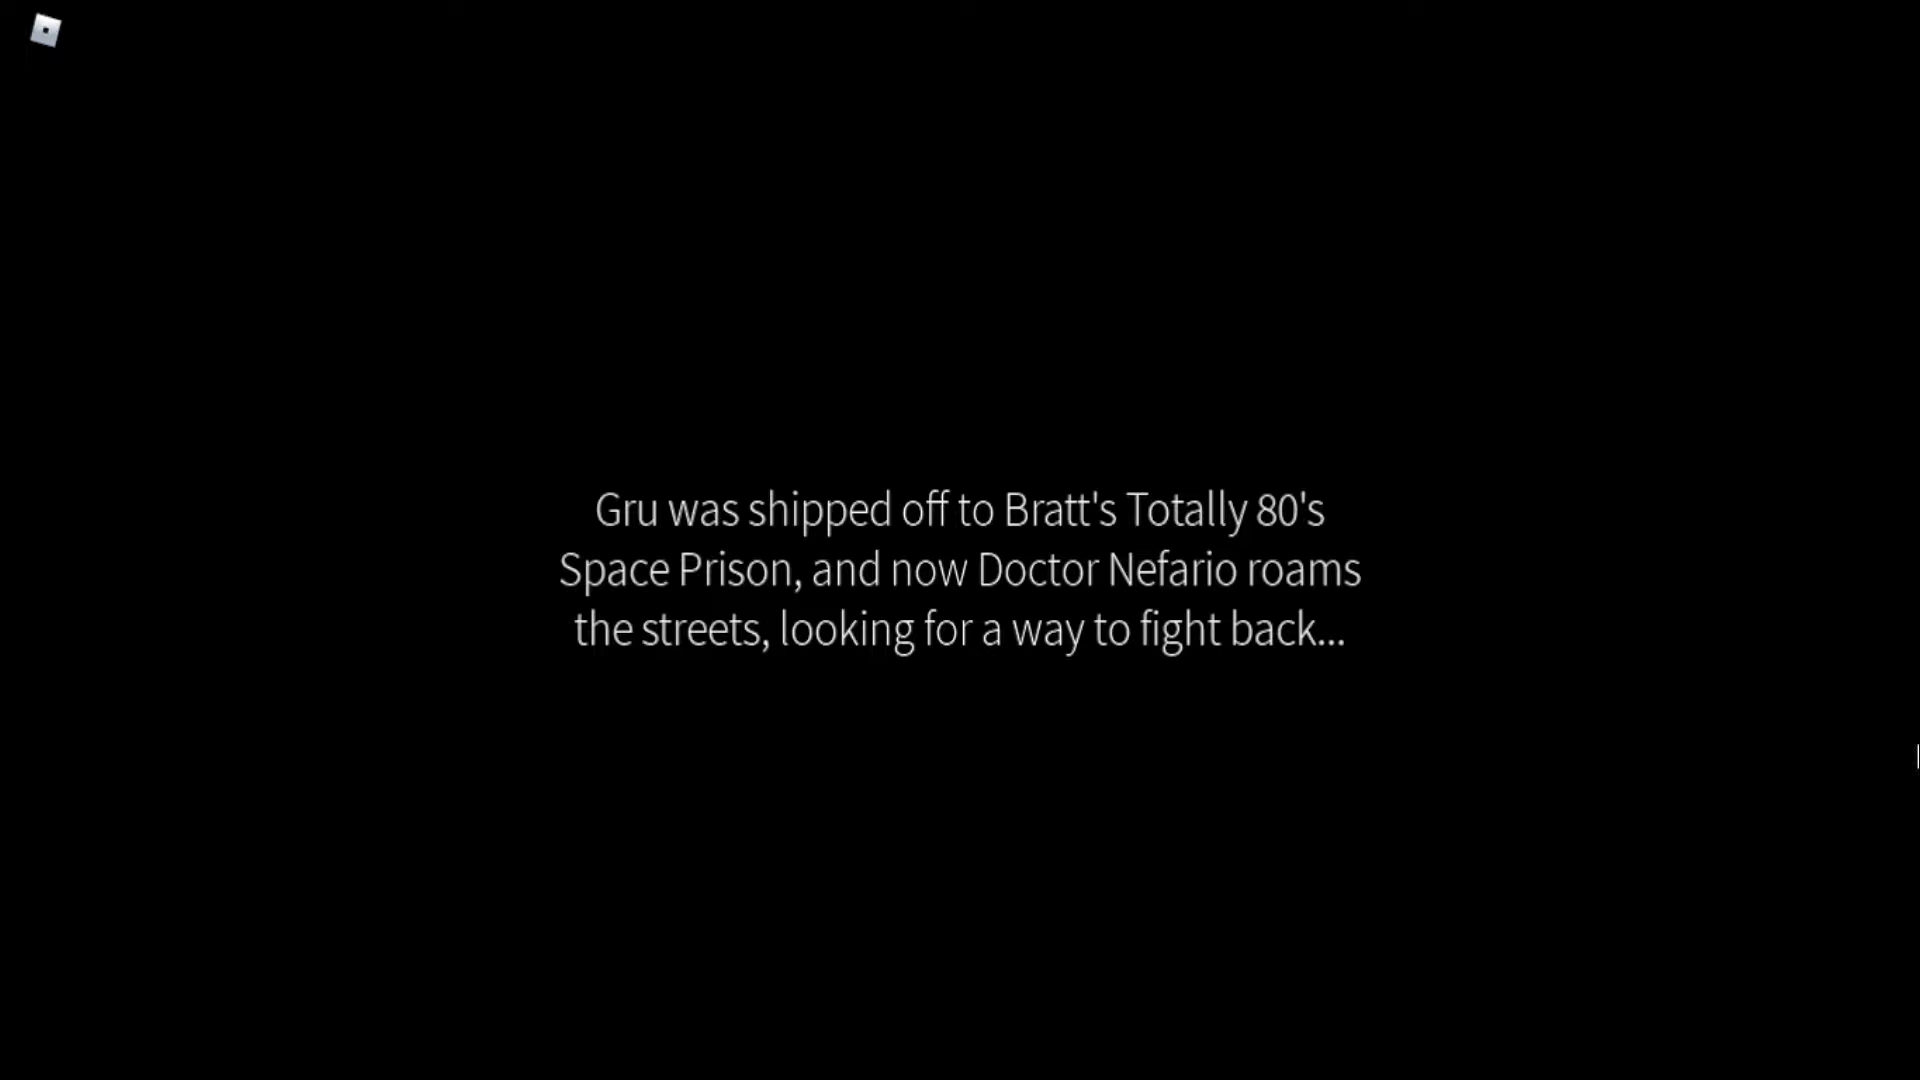 Gru was shipped off to Bratt's Totally 80's
Space Prison, and now Doctor Nefario roams
the streets, looking for a way to fight back...